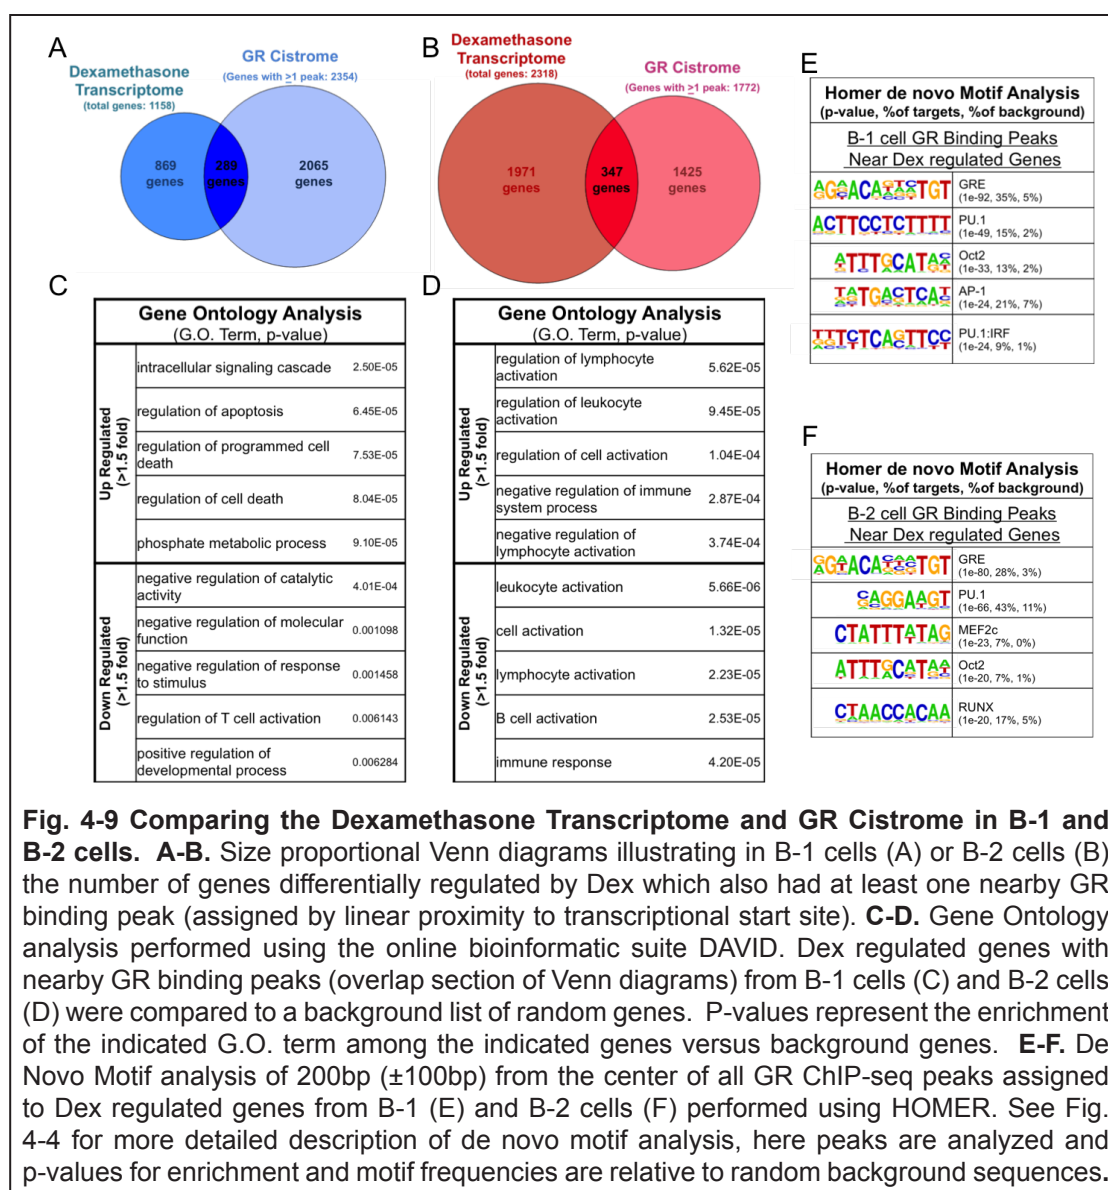 A
Dexamethasone
Transcriptome
(total genes: 1158)
GR Cistrome
(Genes with >1 peak: 2354)
869
genes
289
genes
2065
genes
B
Dexamethasone
Transcriptome
(total genes: 2318)
GR Cistrome
(Genes with ≥1 peak: 1772)
1971
genes
347
genes
1425
genes
C
Gene Ontology Analysis
(G.O. Term, p-value)
Up Regulated
(>1.5 fold)
intracellular signaling cascade 2.50E-05
regulation of apoptosis 6.45E-05
regulation of programmed cell
death 7.53E-05
regulation of cell death 8.04E-05
phosphate metabolic process 9.10E-05
Down Regulated
(>1.5 fold)
negative regulation of catalytic
activity 4.01E-04
negative regulation of molecular
function 0.001098
negative regulation of response
to stimulus 0.001458
regulation of T cell activation 0.006143
positive regulation of
developmental process 0.006284
D
Gene Ontology Analysis
(G.O. Term, p-value)
Up Regulated
(>1.5 fold)
regulation of lymphocyte
activation 5.62E-05
regulation of leukocyte
activation 9.45E-05
regulation of cell activation 1.04E-04
negative regulation of immune
system process 2.87E-04
negative regulation of
lymphocyte activation 3.74E-04
Down Regulated
(>1.5 fold)
leukocyte activation 5.66E-06
cell activation 1.32E-05
lymphocyte activation 2.23E-05
B cell activation 2.53E-05
immune response 4.20E-05
E
Homer de novo Motif Analysis
(p-value, %of targets, %of background)
B-1 cell GR Binding Peaks
Near Dex regulated Genes
GRE
(1e-92, 35%, 5%)
ACTTCCTCTTTT
PU.1
(1e-49, 15%, 2%)
ATTTGCATA
Oct2
(1e-33, 13%, 2%)
TGACTCA
AP-1
(1e-24, 21%, 7%)
PU.1:IRF
(1e-24, 9%, 1%)
F
Homer de novo Motif Analysis
(p-value, %of targets, %of background)
B-2 cell GR Binding Peaks
Near Dex regulated Genes
GRE
(1e-80, 28%, 3%)
CAGGAAGT
PU.1
(1e-66, 43%, 11%)
CTATTTATAG
MEF2c
(1e-23, 7%, 0%)
ATTTGCATAA
Oct2
(1e-20, 7%, 1%)
CTAACCACAA
RUNX
(1e-20, 17%, 5%)
Fig. 4-9 Comparing the Dexamethasone Transcriptome and GR Cistrome in B-1 and
B-2 cells. A-B. Size proportional Venn diagrams illustrating in B-1 cells (A) or B-2 cells (B)
the number of genes differentially regulated by Dex which also had at least one nearby GR
binding peak (assigned by linear proximity to transcriptional start site). C-D. Gene Ontology
analysis performed using the online bioinformatic suite DAVID. Dex regulated genes with
nearby GR binding peaks (overlap section of Venn diagrams) from B-1 cells (C) and B-2 cells
(D) were compared to a background list of random genes. P-values represent the enrichment
of the indicated G.O. term among the indicated genes versus background genes. E-F. De
Novo Motif analysis of 200bp (±100bp) from the center of all GR ChIP-seq peaks assigned
to Dex regulated genes from B-1 (E) and B-2 cells (F) performed using HOMER. See Fig.
4-4 for more detailed description of de novo motif analysis, here peaks are analyzed and
p-values for enrichment and motif frequencies are relative to random background sequences.